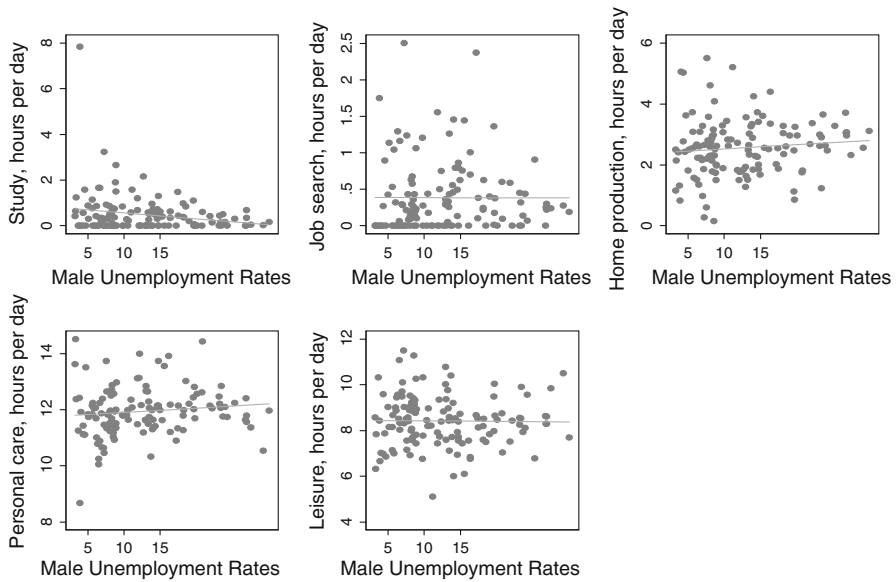 Study, hours per day
0 2 4 6 8
5 10 15
Male Unemployment Rates
Job search, hours per day
0 .5 1 1.5 2 2.5
5 10 15
Male Unemployment Rates
Home production, hours per day
0 2 4 6
5 10 15
Male Unemployment Rates
Personal care, hours per day
8 10 12 14
5 10 15
Male Unemployment Rates
Leisure, hours per day
4 6 8 10 12
5 10 15
Male Unemployment Rates